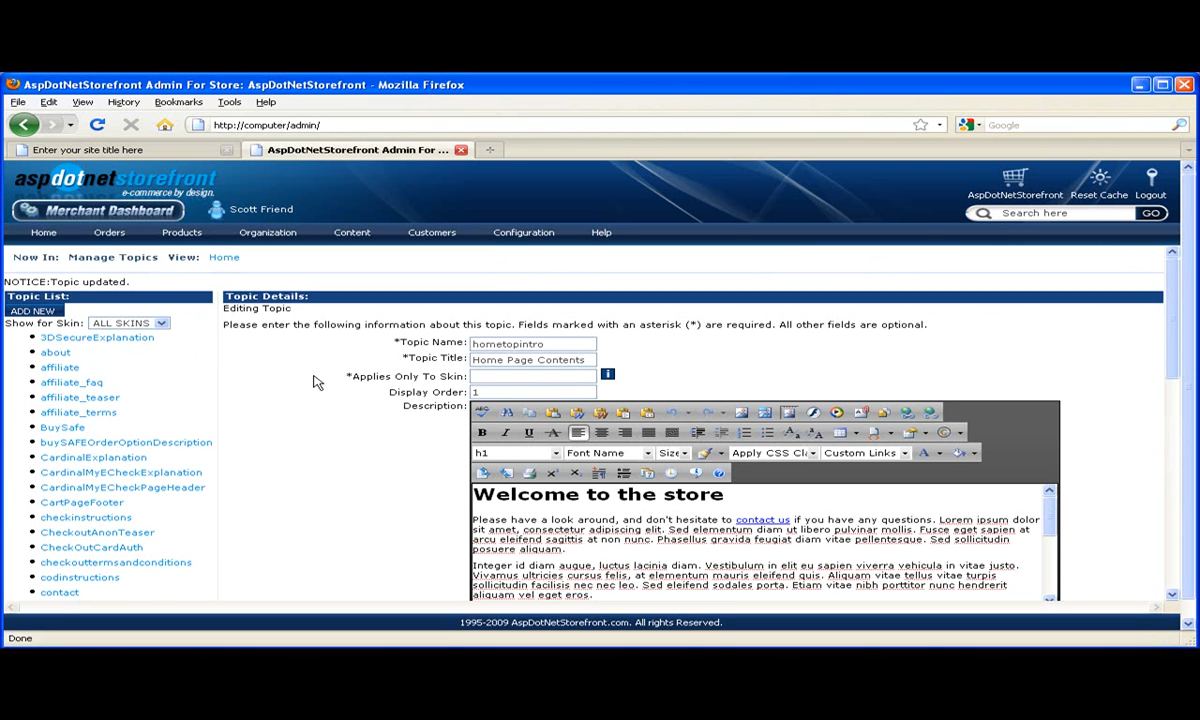 AspDotNetStorefront Admin For Store: AspDotNetStorefront - Mozilla Firefox
File Edit View History Bookmarks Tools Help
http://computer/admin/ Google
Enter your site title here AspDotNetStorefront Admin For ...
aspdotnetstorefront
e-commerce by design.
AspDotNetStorefront Reset Cache Logout
Merchant Dashboard Scott Friend Search here GO
Home Orders Products Organization Content Customers Configuration Help
Now In: Manage Topics View: Home
NOTICE:Topic updated.
Topic List:
ADD NEW
Show for Skin: ALL SKINS
3DSecureExplanation
about
affiliate
affiliate_faq
affiliate_teaser
affiliate_terms
BuySafe
buySAFEOrderOptionDescription
CardinalExplanation
CardinalMyECheckExplanation
CardinalMyECheckPageHeader
CartPageFooter
checkinstructions
CheckoutAnonTeaser
CheckOutCardAuth
checkouttermsandconditions
codinstructions
contact
Topic Details:
Editing Topic
Please enter the following information about this topic. Fields marked with an asterisk (*) are required. All other fields are optional.
*Topic Name: hometopintro
*Topic Title: Home Page Contents
*Applies Only To Skin:
Display Order: 1
Description:
B I U A
h1 Font Name Size Apply CSS Cla Custom Links A
Welcome to the store
Please have a look around, and don't hesitate to contact us if you have any questions. Lorem ipsum dolor
sit amet, consectetur adipiscing elit. Sed elementum diam ut libero pulvinar mollis. Fusce eget sapien at
arcu eleifend sagittis at non nunc. Phasellus gravida feugiat diam vitae pellentesque. Sed sollicitudin
posuere aliquam.
Integer id diam augue, luctus lacinia diam. Vestibulum in elit eu sapien viverra vehicula in vitae justo.
Vivamus ultricies cursus felis, at elementum mauris eleifend quis. Aliquam vitae tellus vitae turpis
sollicitudin facilisis nec nec leo. Sed eleifend sodales porta. Etiam vitae nibh porttitor nunc hendrerit
aliquam vel eget eros.
1995-2009 AspDotNetStorefront.com. All rights Reserved.
Done